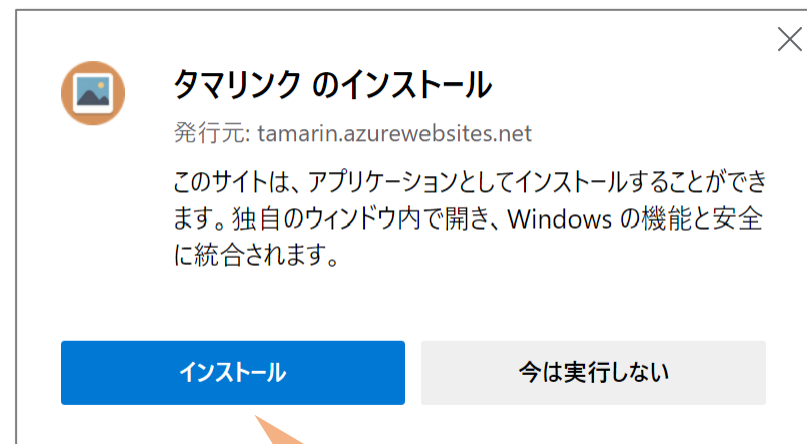 タマリンク のインストール
発行元: tamarin.azurewebsites.net
このサイトは、アプリケーションとしてインストールすることができ
ます。独自のウィンドウ内で開き、Windows の機能と安全
に統合されます。
インストール
今は実行しない